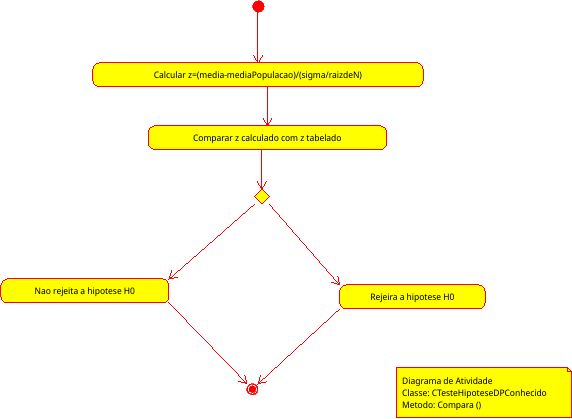 Calcular z=(media-mediaPopulacao)/(sigma/raizdeN)
Comparar z calculado com z tabelado
Nao rejeita a hipotese H0
Rejeira a hipotese H0
Diagrama de Atividade
Classe: CTesteHipoteseDPConhecido
Metodo: Compara ()